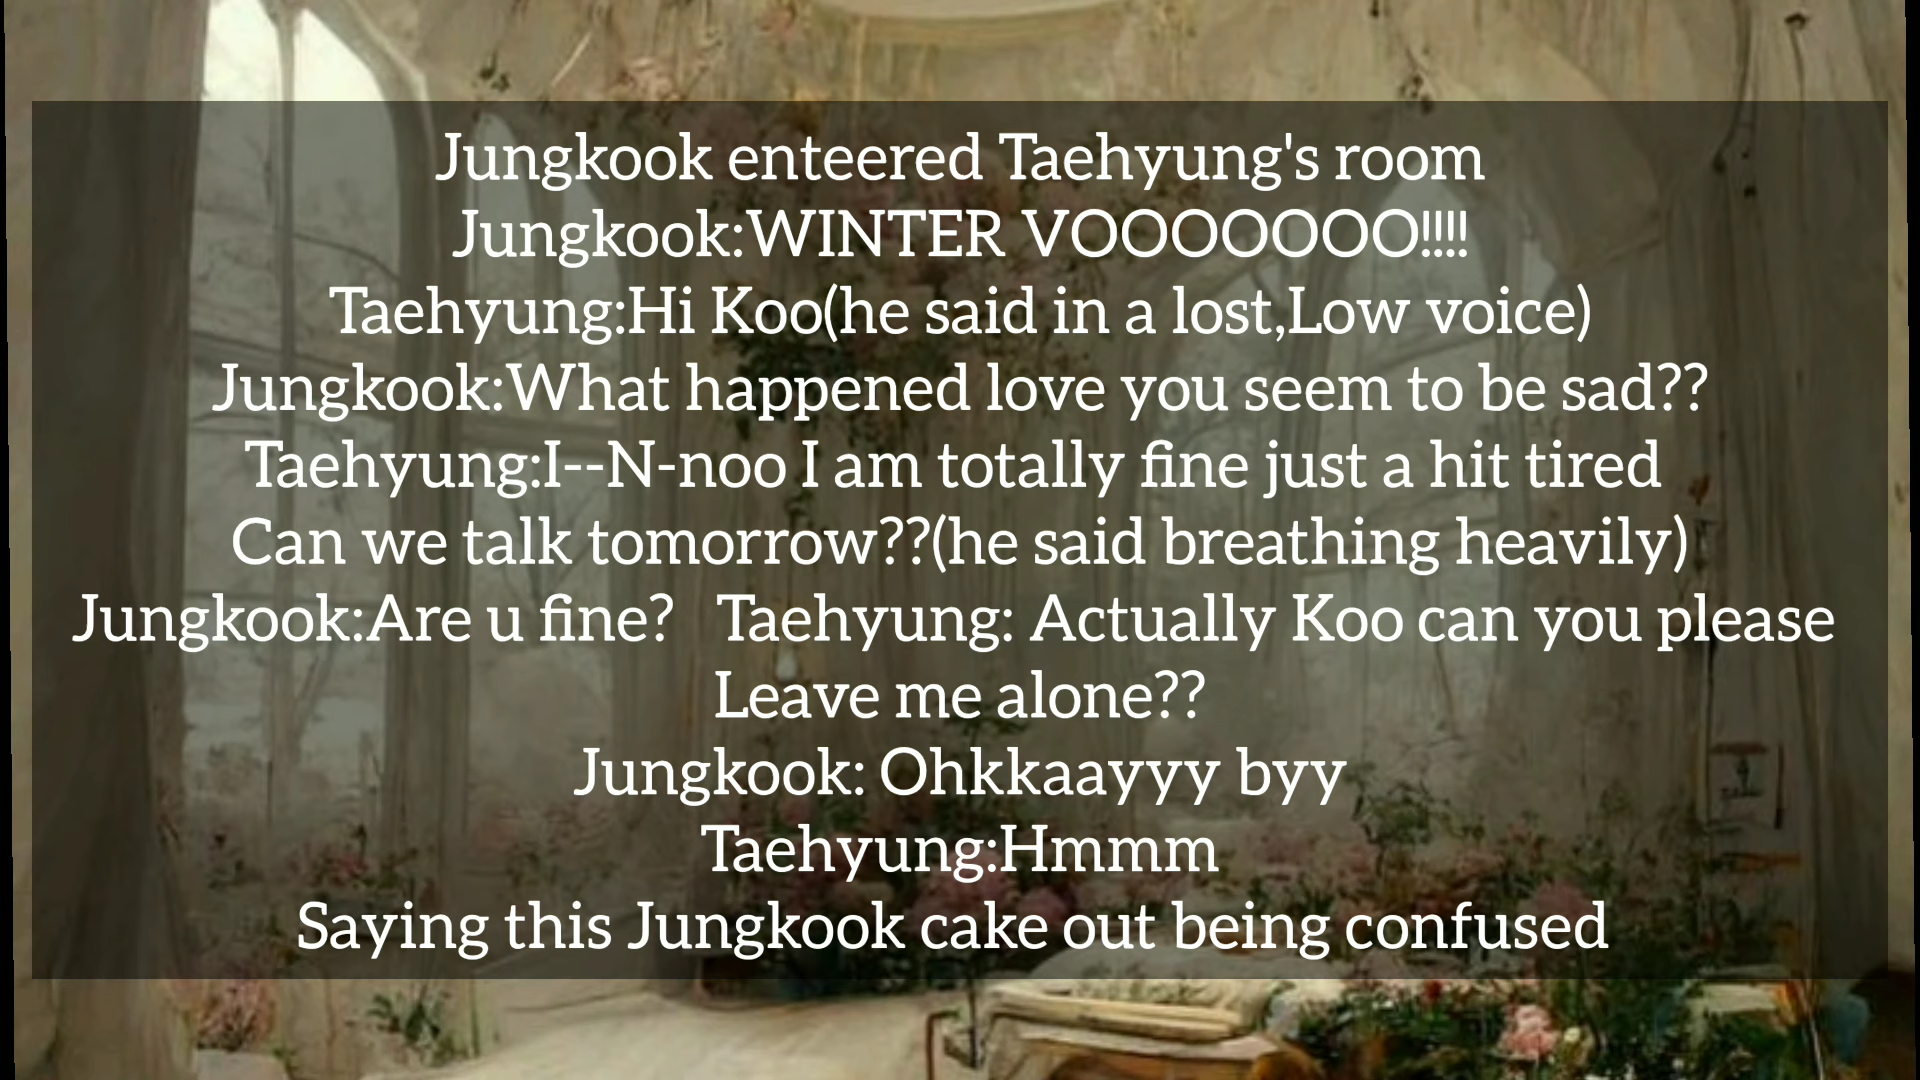 Jungkook enteered Taehyung's room
Jungkook:WINTER VOOOOOOO!!!!
Taehyung:Hi Koo(he said in a lost,Low voice)
Jungkook:What happened love you seem to be sad??
Taehyung:I--N-noo I am totally fine just a hit tired
Can we talk tomorrow??(he said breathing heavily)
Jungkook:Are u fine?   Taehyung: Actually Koo can you please
Leave me alone??
Jungkook: Ohkkaayyy byy
Taehyung:Hmmm
Saying this Jungkook cake out being confused